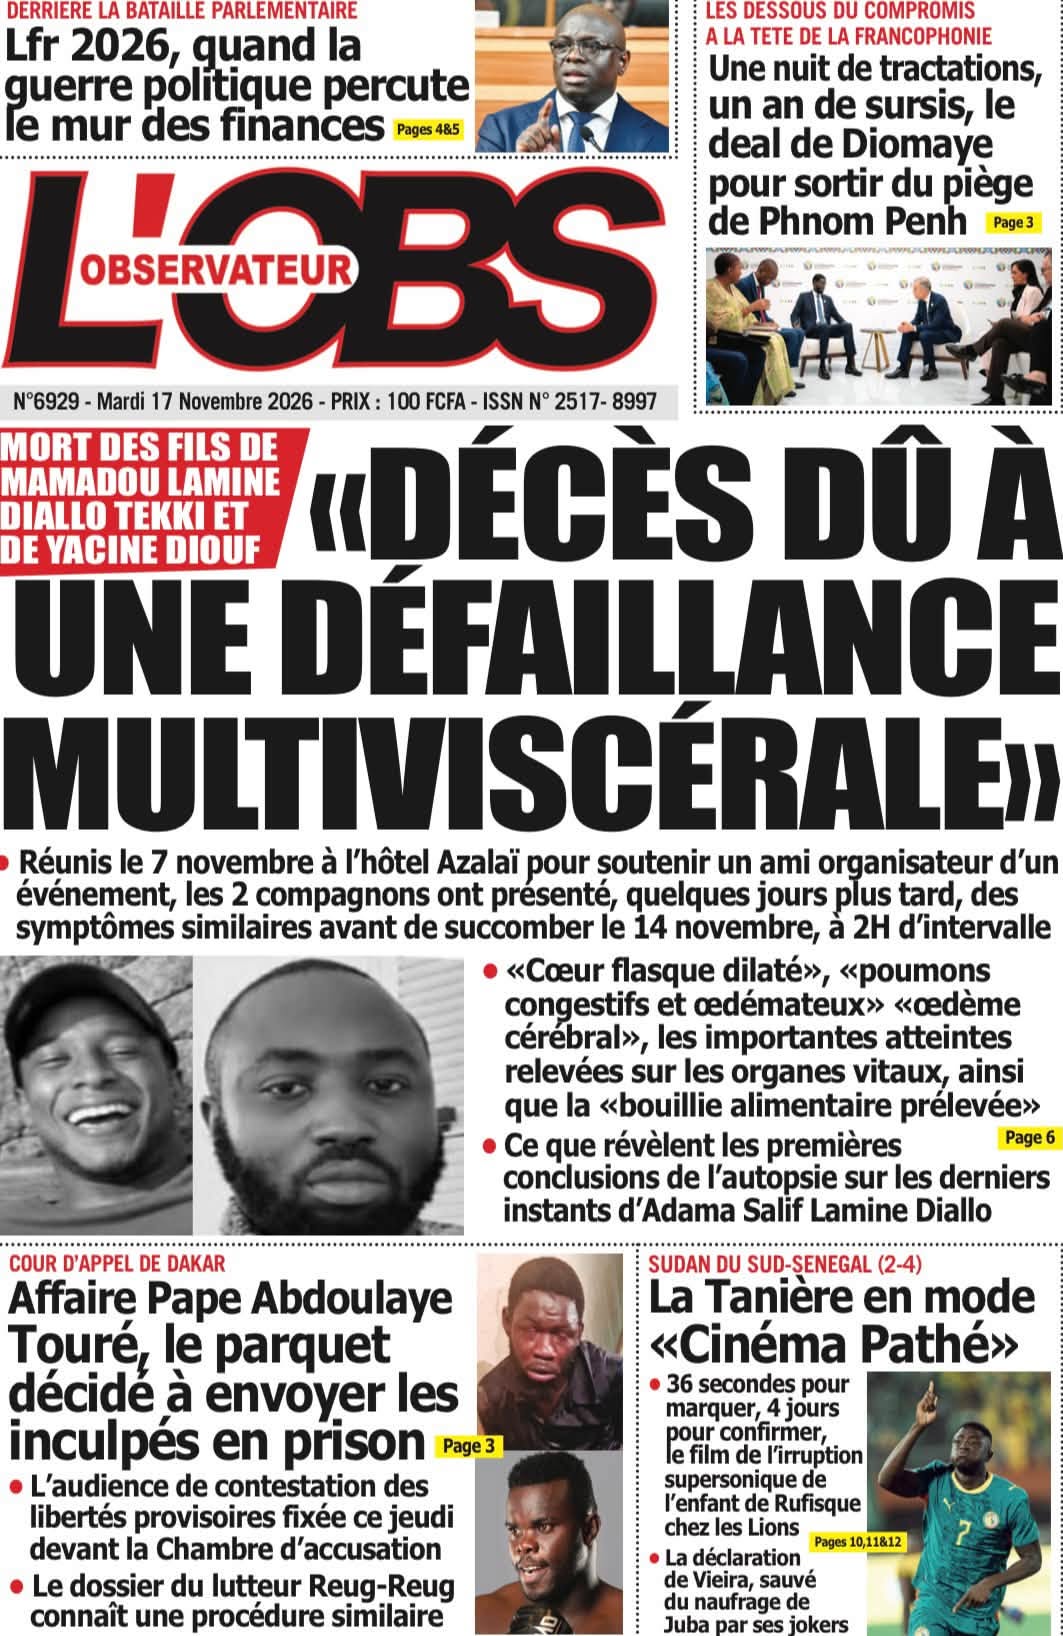 DERRIERE LA BATAILLE PARLEMENTAIRE
Lfr 2026, quand la
guerre politique percute
le mur des finances Pages 4&5
LES DESSOUS DU COMPROMIS
A LA TETE DE LA FRANCOPHONIE
Une nuit de tractations,
un an de sursis, le
deal de Diomaye
pour sortir du piège
de Phnom Penh Page 3
L'OBS
OBSERVATEUR
N°6929 - Mardi 17 Novembre 2026 - PRIX : 100 FCFA - ISSN N° 2517- 8997
MORT DES FILS DE
MAMADOU LAMINE
DIALLO TEKKI ET
DE YACINE DIOUF
«DÉCÈS DÛ À
UNE DÉFAILLANCE
MULTIVISCÉRALE»
• Réunis le 7 novembre à l’hôtel Azalaï pour soutenir un ami organisateur d’un
événement, les 2 compagnons ont présenté, quelques jours plus tard, des
symptômes similaires avant de succomber le 14 novembre, à 2H d’intervalle
• «Cœur flasque dilaté», «poumons
congestifs et œdémateux» «œdème
cérébral», les importantes atteintes
relevées sur les organes vitaux, ainsi
que la «bouillie alimentaire prélevée»
Page 6
• Ce que révèlent les premières
conclusions de l’autopsie sur les derniers
instants d’Adama Salif Lamine Diallo
COUR D’APPEL DE DAKAR
Affaire Pape Abdoulaye
Touré, le parquet
décidé à envoyer les
inculpés en prison Page 3
• L’audience de contestation des
libertés provisoires fixée ce jeudi
devant la Chambre d’accusation
• Le dossier du lutteur Reug-Reug
connaît une procédure similaire
SUDAN DU SUD-SENEGAL (2-4)
La Tanière en mode
«Cinéma Pathé»
• 36 secondes pour
marquer, 4 jours
pour confirmer,
le film de l’irruption
supersonique de
l’enfant de Rufisque
chez les Lions
Pages 10,11&12
• La déclaration
de Vieira, sauvé
du naufrage de
Juba par ses jokers
7